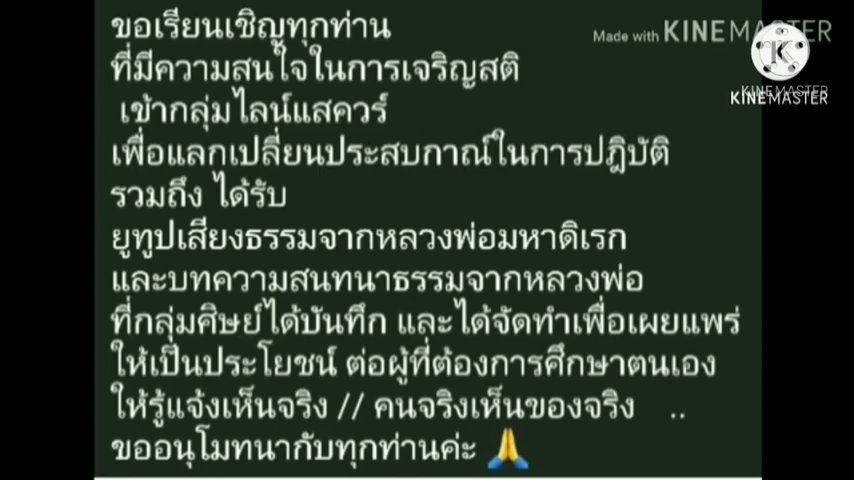 ขอเรียนเชิญทุกท่าน
ที่มีความสนใจในการเจริญสติ
เข้ากลุ่มไลน์แสควร์
เพื่อแลกเปลี่ยนประสบกาณ์ในการปฎิบัติ
รวมถึง ได้รับ
ยูทูปเสียงธรรมจากหลวงพ่อมหาดิเรก
และบทความสนทนาธรรมจากหลวงพ่อ
ที่กลุ่มศิษย์ได้บันทึก และได้จัดทำเพื่อเผยแพร่
ให้เป็นประโยชน์ ต่อผู้ที่ต้องการศึกษาตนเอง
ให้รู้แจ้งเห็นจริง // คนจริงเห็นของจริง ..
ขออนุโมทนากับทุกท่านค่ะ 🙏
Made with KINEMASTER
K
KINEMASTER
KINEMASTER